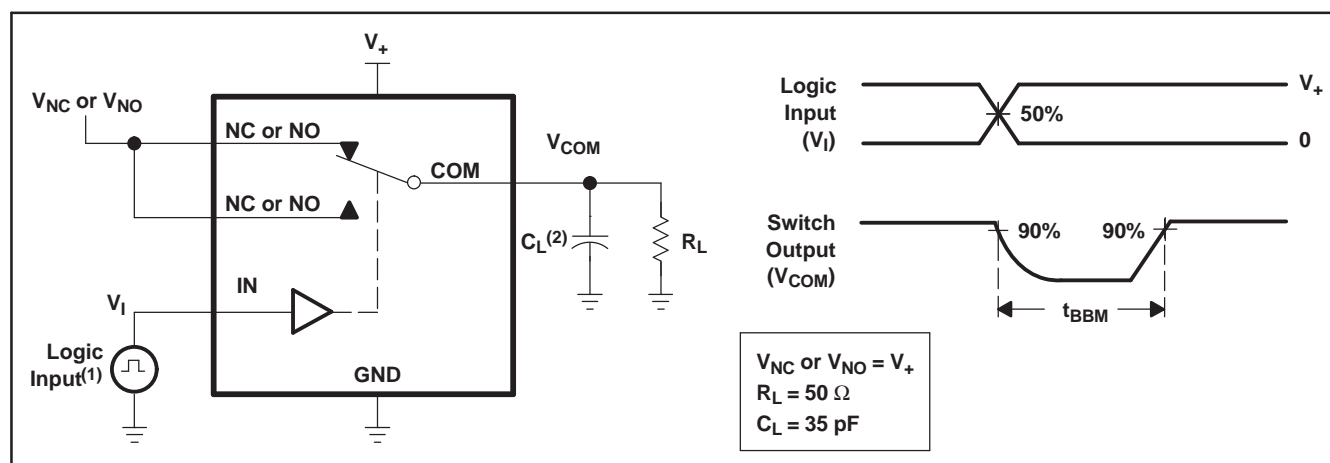 V+
VNC or VNO
NC or NO
VCOM
COM
NC or NO
CL(2)
RL
IN
VI
Logic
Input(1)
GND
Logic
Input
(VI)
V+
50%
0
Switch
Output
(VCOM)
90%
90%
tBBM
VNC or VNO = V+
RL = 50 Ω
CL = 35 pF